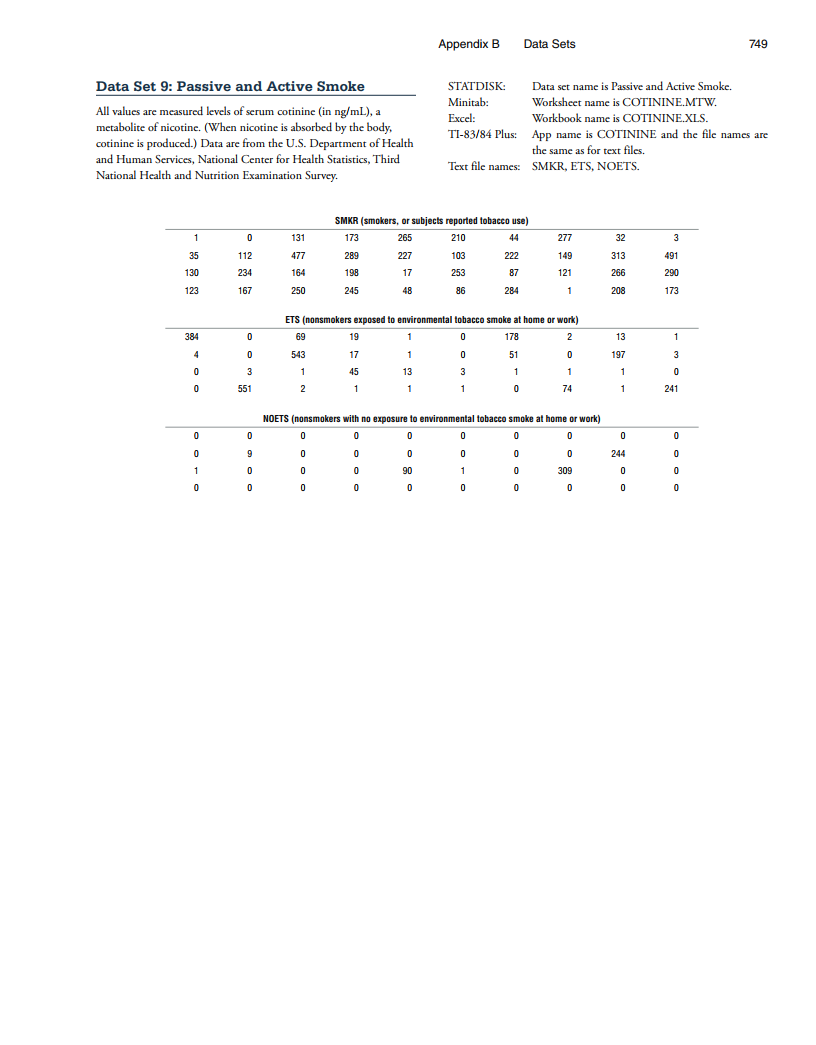 Appendix B Data Sets 749
Data Set 9: Passive and Active Smoke
All values are measured levels of serum cotinine (in ng/mL), a
metabolite of nicotine. (When nicotine is absorbed by the body,
cotinine is produced.) Data are from the U.S. Department of Health
and Human Services, National Center for Health Statistics, Third
National Health and Nutrition Examination Survey.
STATDISK: Data set name is Passive and Active Smoke.
Minitab: Worksheet name is COTININE.MTW.
Excel: Workbook name is COTININE.XLS.
TI-83/84 Plus: App name is COTININE and the file names are
the same as for text files.
Text file names: SMKR, ETS, NOETS.
SMKR (smokers, or subjects reported tobacco use)
1 0 131 173 265 210 44 277 32 3
35 112 477 289 227 103 222 149 313 491
130 234 164 198 17 253 87 121 266 290
123 167 250 245 48 86 284 1 208 173
ETS (nonsmokers exposed to environmental tobacco smoke at home or work)
384 0 69 19 1 0 178 2 13 1
4 0 543 17 1 0 51 0 197 3
0 3 1 45 13 3 1 1 1 0
0 551 2 1 1 1 0 74 1 241
NOETS (nonsmokers with no exposure to environmental tobacco smoke at home or work)
0 0 0 0 0 0 0 0 0 0
0 9 0 0 0 0 0 0 244 0
1 0 0 0 90 1 0 309 0 0
0 0 0 0 0 0 0 0 0 0